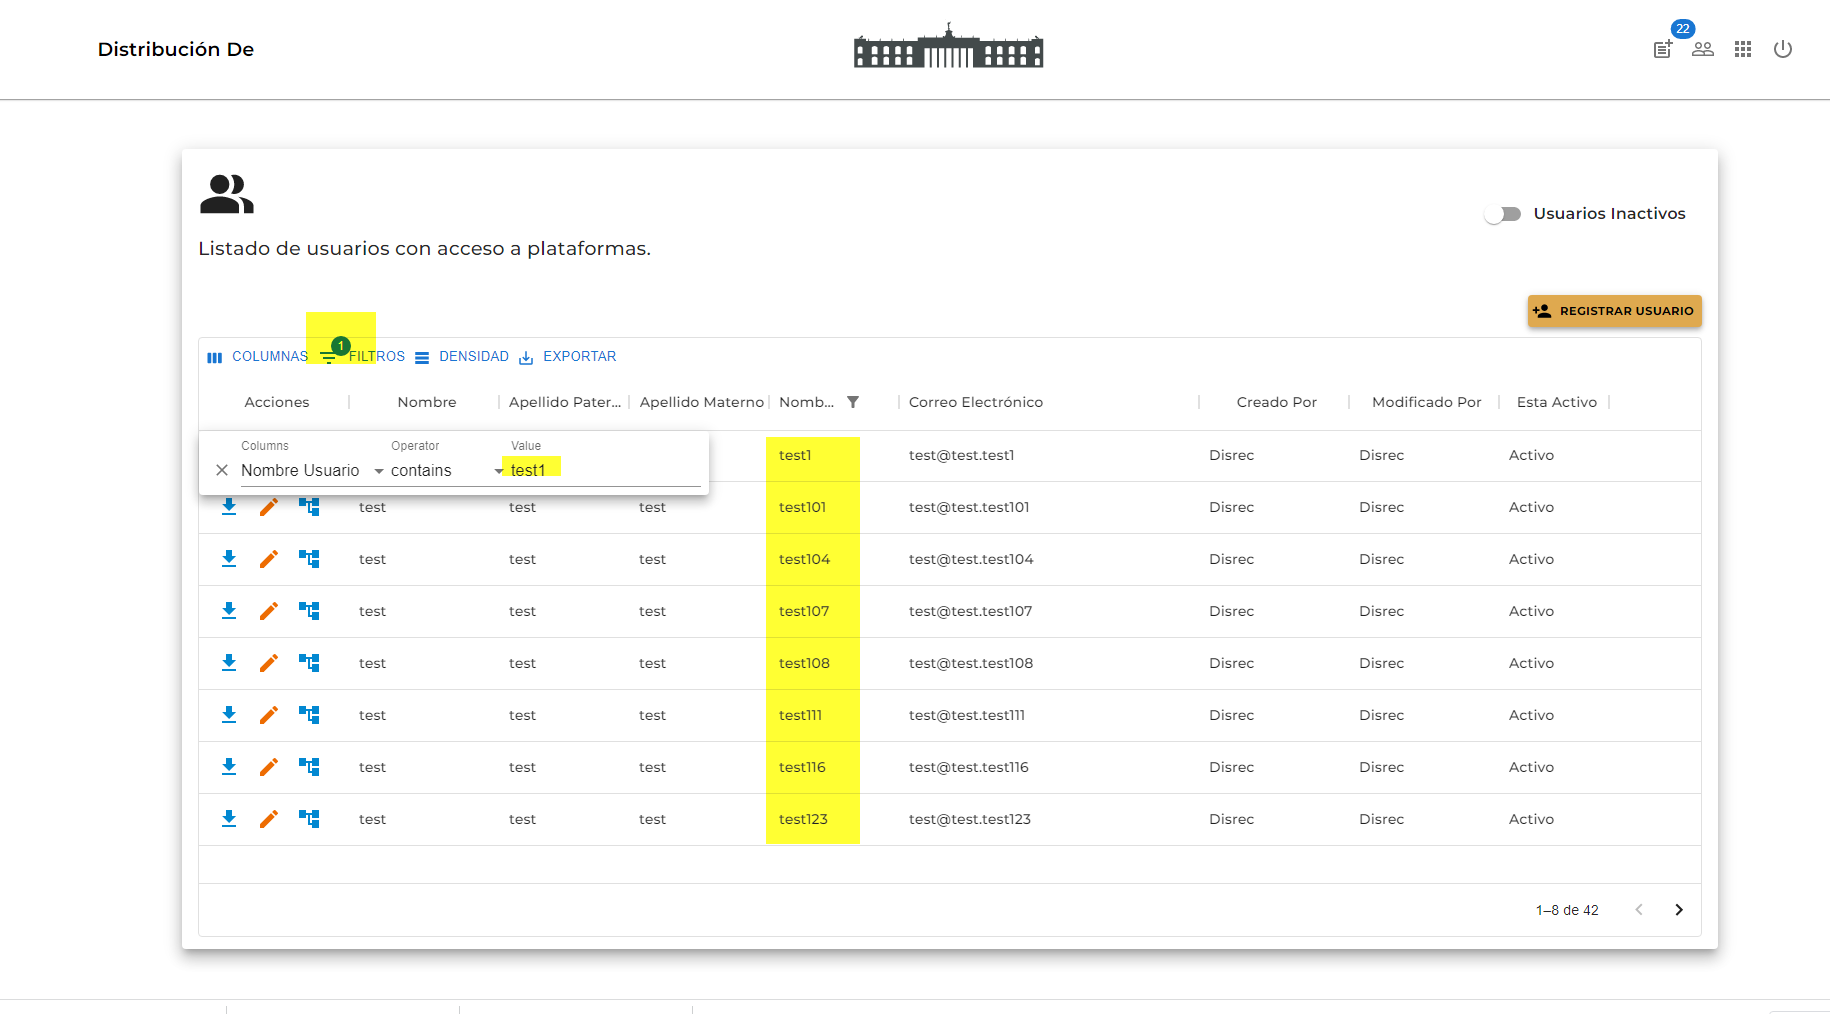 Distribución De
22
Usuarios Inactivos
Listado de usuarios con acceso a plataformas.
REGISTRAR USUARIO
COLUMNAS 1 FILTROS DENSIDAD EXPORTAR
Acciones Nombre Apellido Pater... Apellido Materno Nomb... Correo Electrónico Creado Por Modificado Por Esta Activo
Columns Operator Value
Nombre Usuario contains test1
test1 test@test.test1 Disrec Disrec Activo
test test test test101 test@test.test101 Disrec Disrec Activo
test test test test104 test@test.test104 Disrec Disrec Activo
test test test test107 test@test.test107 Disrec Disrec Activo
test test test test108 test@test.test108 Disrec Disrec Activo
test test test test111 test@test.test111 Disrec Disrec Activo
test test test test116 test@test.test116 Disrec Disrec Activo
test test test test123 test@test.test123 Disrec Disrec Activo
1–8 de 42